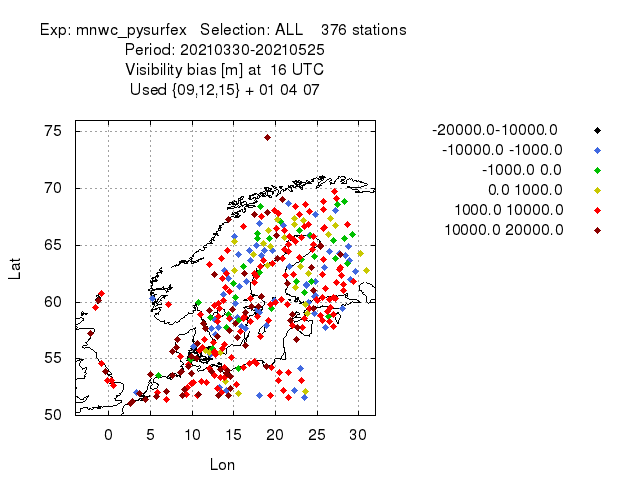 Exp: mnwc_pysurfex   Selection: ALL    376 stations
Period: 20210330-20210525
Visibility bias [m] at  16 UTC
Used {09,12,15} + 01 04 07
-20000.0-10000.0
-10000.0 -1000.0
-1000.0 0.0
0.0 1000.0
1000.0 10000.0
10000.0 20000.0
75
70
65
60
55
50
Lat
0 5 10 15 20 25 30
Lon